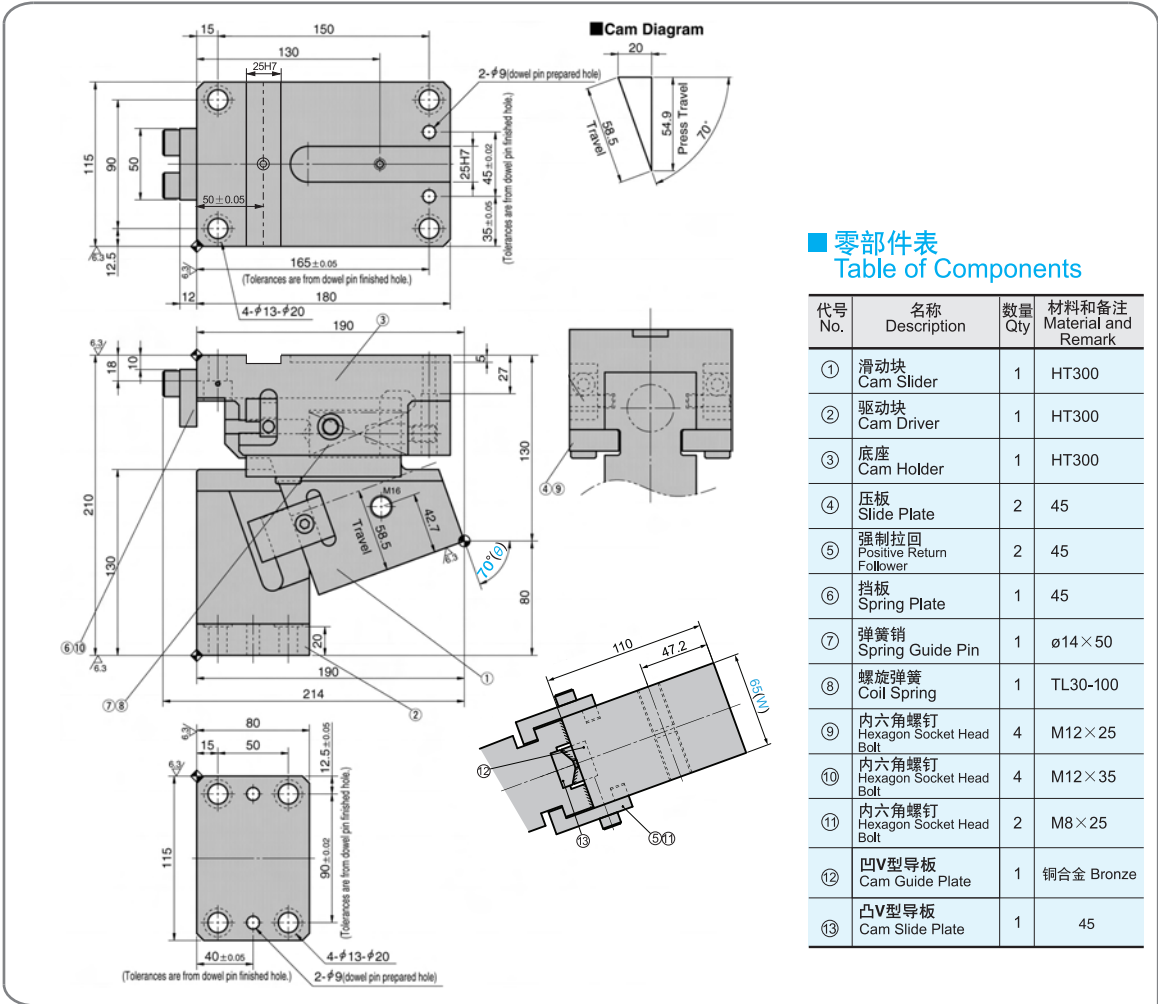 15
150
130
25H7
2-φ9(dowel pin prepared hole)
115
90
50
50±0.05
25H7
45±0.02
35±0.05
(Tolerances are from dowel pin finished hole.)
12.5
6.3
6.3
165±0.05
(Tolerances are from dowel pin finished hole.)
12
180
4-φ13-φ20
■Cam Diagram
20
58.5
Travel
54.9
Press Travel
70°
190
③
6.3
18
10
5
27
130
210
130
M16
42.7
58.5
Travel
6.3
70°(θ)
80
20
⑥⑩
6.3
190
214
⑦⑧
②
①
④⑨
110
47.2
65(W)
⑫
⑬
⑤⑪
80
6.3
15
50
12.5±0.05
6.3
115
90±0.02
(Tolerances are from dowel pin finished hole.)
40±0.05
4-φ13-φ20
(Tolerances are from dowel pin finished hole.)
2-φ9(dowel pin prepared hole)
■ 零部件表
Table of Components
代号 名称 数量 材料和备注
No. Description Qty Material and
Remark
① 滑动块 1 HT300
Cam Slider
② 驱动块 1 HT300
Cam Driver
③ 底座 1 HT300
Cam Holder
④ 压板 2 45
Slide Plate
⑤ 强制拉回 2 45
Positive Return
Follower
⑥ 挡板 1 45
Spring Plate
⑦ 弹簧销 1 ø14×50
Spring Guide Pin
⑧ 螺旋弹簧 1 TL30-100
Coil Spring
⑨ 内六角螺钉 4 M12×25
Hexagon Socket Head
Bolt
⑩ 内六角螺钉 4 M12×35
Hexagon Socket Head
Bolt
⑪ 内六角螺钉 2 M8×25
Hexagon Socket Head
Bolt
⑫ 凹V型导板 1 铜合金 Bronze
Cam Guide Plate
⑬ 凸V型导板 1 45
Cam Slide Plate